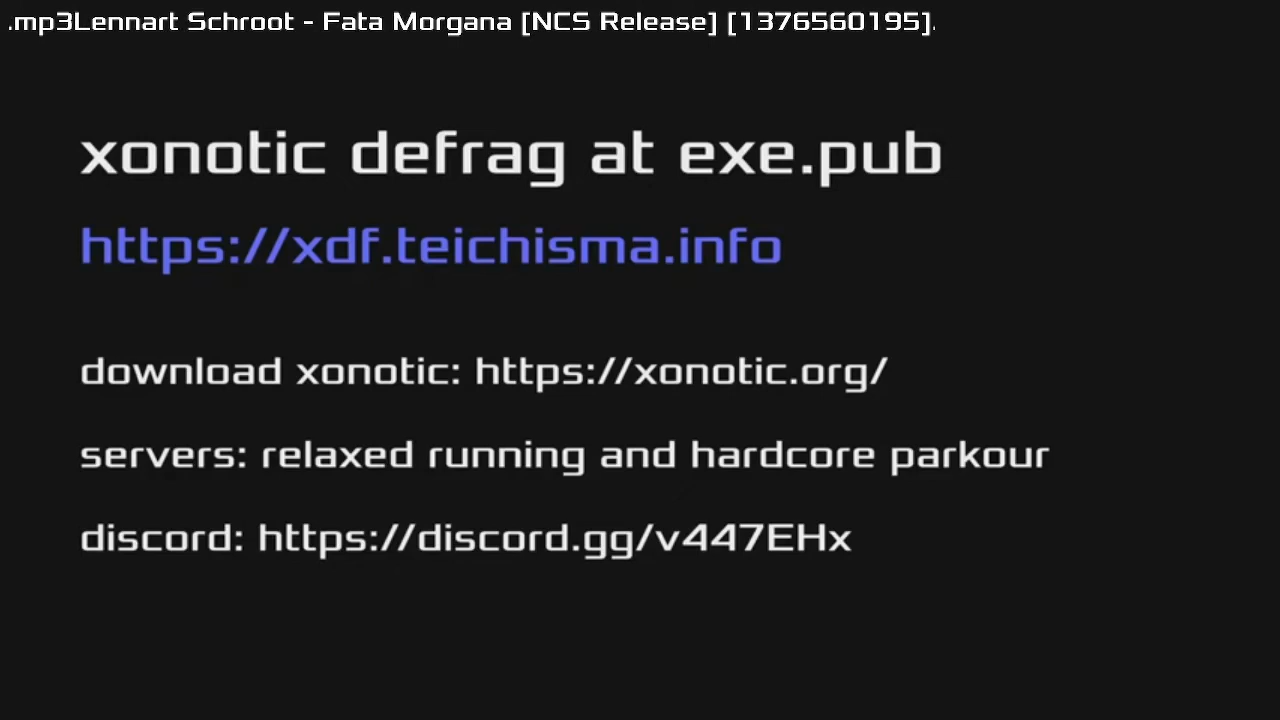 .mp3Lennart Schroot - Fata Morgana [NCS Release] [1376560195].
xonotic defrag at exe.pub
https://xdf.teichisma.info
download xonotic: https://xonotic.org/
servers: relaxed running and hardcore parkour
discord: https://discord.gg/v447EHx